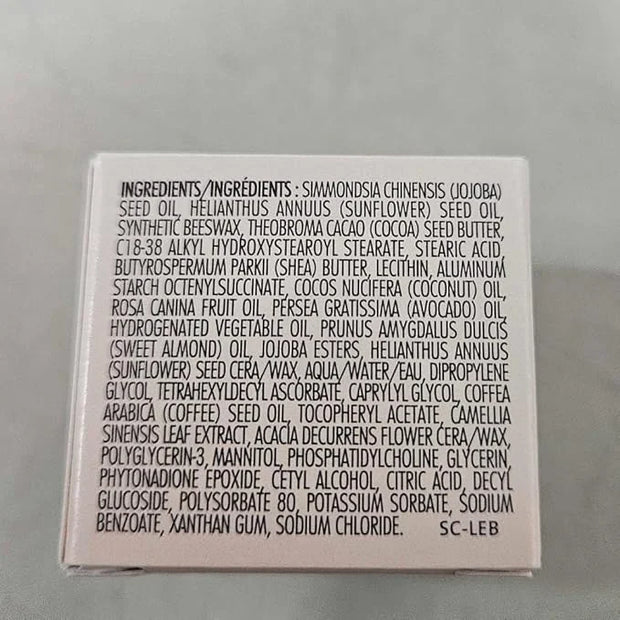 INGREDIENTS/INGRÉDIENTS : SIMMONDSIA CHINENSIS (JOJOBA)
SEED OIL, HELIANTHUS ANNUUS (SUNFLOWER) SEED OIL,
SYNTHETIC BEESWAX, THEOBROMA CACAO (COCOA) SEED BUTTER,
C18-38 ALKYL HYDROXYSTEAROYL STEARATE, STEARIC ACID,
BUTYROSPERMUM PARKII (SHEA) BUTTER, LECITHIN, ALUMINUM
STARCH OCTENYLSUCCINATE, COCOS NUCIFERA (COCONUT) OIL,
ROSA CANINA FRUIT OIL, PERSEA GRATISSIMA (AVOCADO) OIL,
HYDROGENATED VEGETABLE OIL, PRUNUS AMYGDALUS DULCIS
(SWEET ALMOND) OIL, JOJOBA ESTERS, HELIANTHUS ANNUUS
(SUNFLOWER) SEED CERA/WAX, AQUA/WATER/EAU, DIPROPYLENE
GLYCOL, TETRAHEXYLDECYL ASCORBATE, CAPRYLYL GLYCOL, COFFEA
ARABICA (COFFEE) SEED OIL, TOCOPHERYL ACETATE, CAMELLIA
SINENSIS LEAF EXTRACT, ACACIA DECURRENS FLOWER CERA/WAX,
POLYGLYCERIN-3, MANNITOL, PHOSPHATIDYLCHOLINE, GLYCERIN,
PHYTONADIONE EPOXIDE, CETYL ALCOHOL, CITRIC ACID, DECYL
GLUCOSIDE, POLYSORBATE 80, POTASSIUM SORBATE, SODIUM
BENZOATE, XANTHAN GUM, SODIUM CHLORIDE. SC-LEB